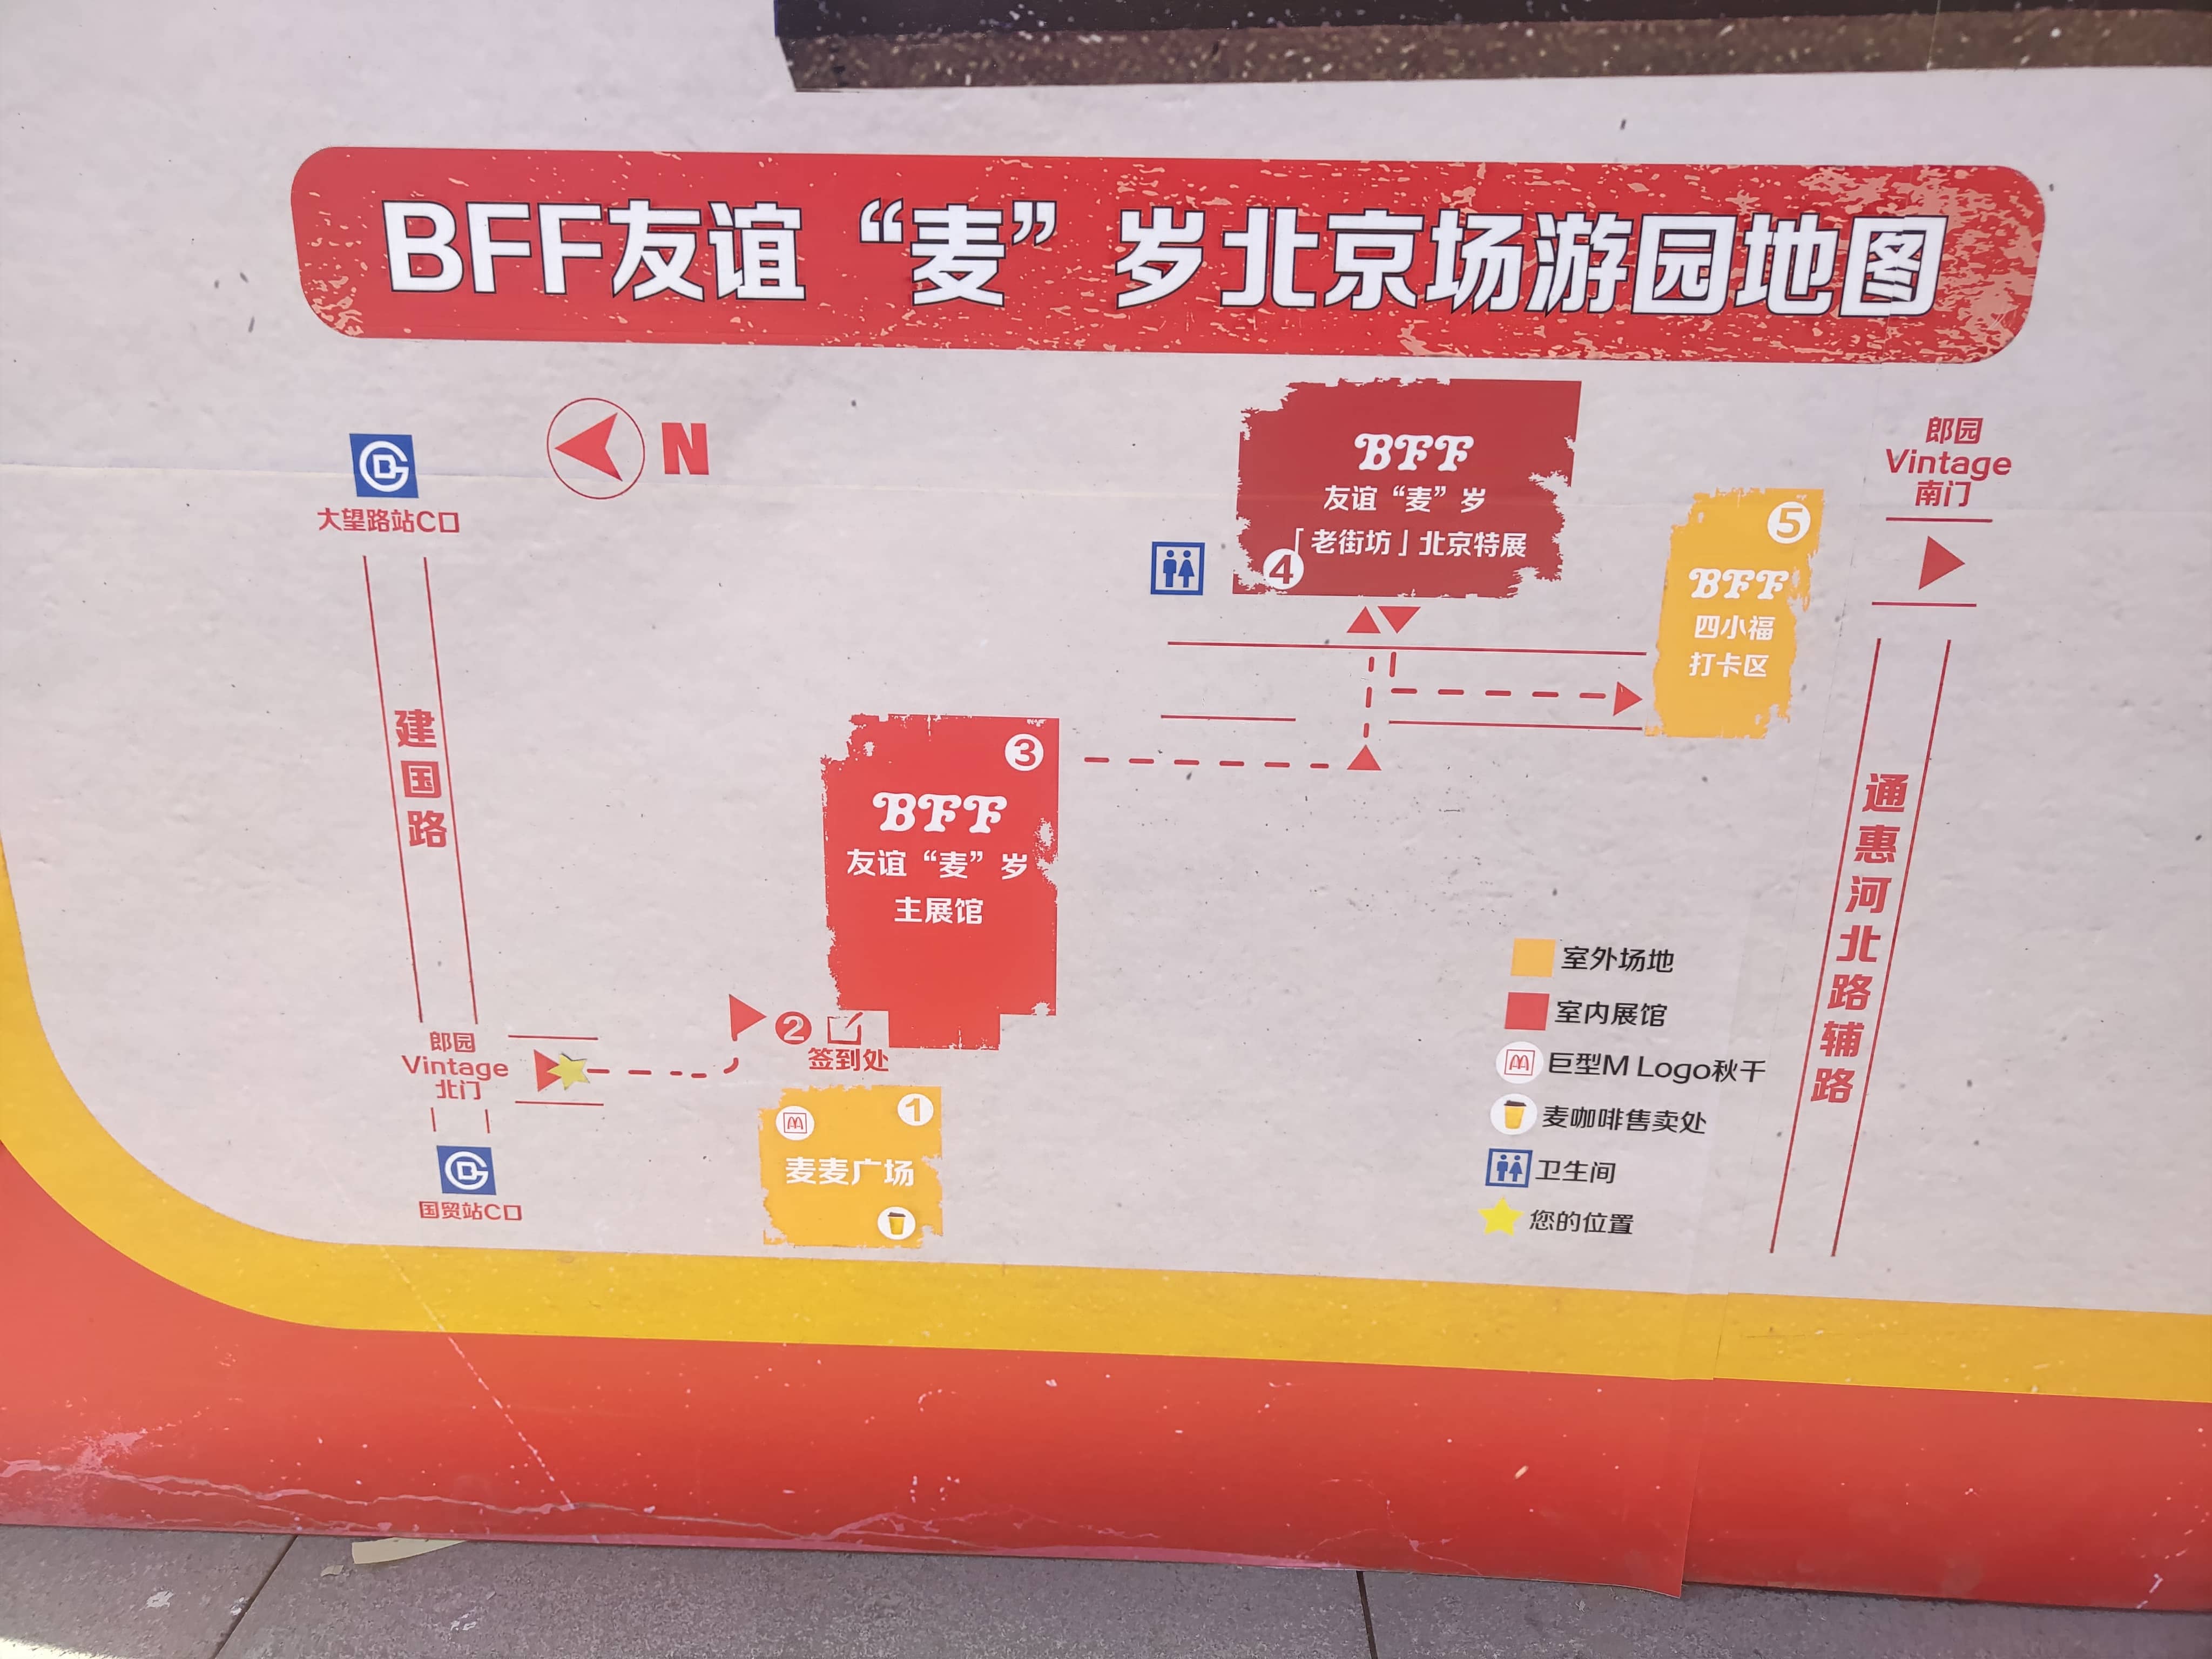 BFF友谊“麦”岁北京场游园地图
N
大望路站C口
建国路
郎园
Vintage
北门
国贸站C口
2
签到处
1
麦麦广场
3
BFF
友谊“麦”岁
主展馆
BFF
友谊“麦”岁
「老街坊」北京特展
4
5
BFF
四小福
打卡区
郎园
Vintage
南门
通惠河北路辅路
室外场地
室内展馆
巨型M Logo秋千
麦咖啡售卖处
卫生间
您的位置